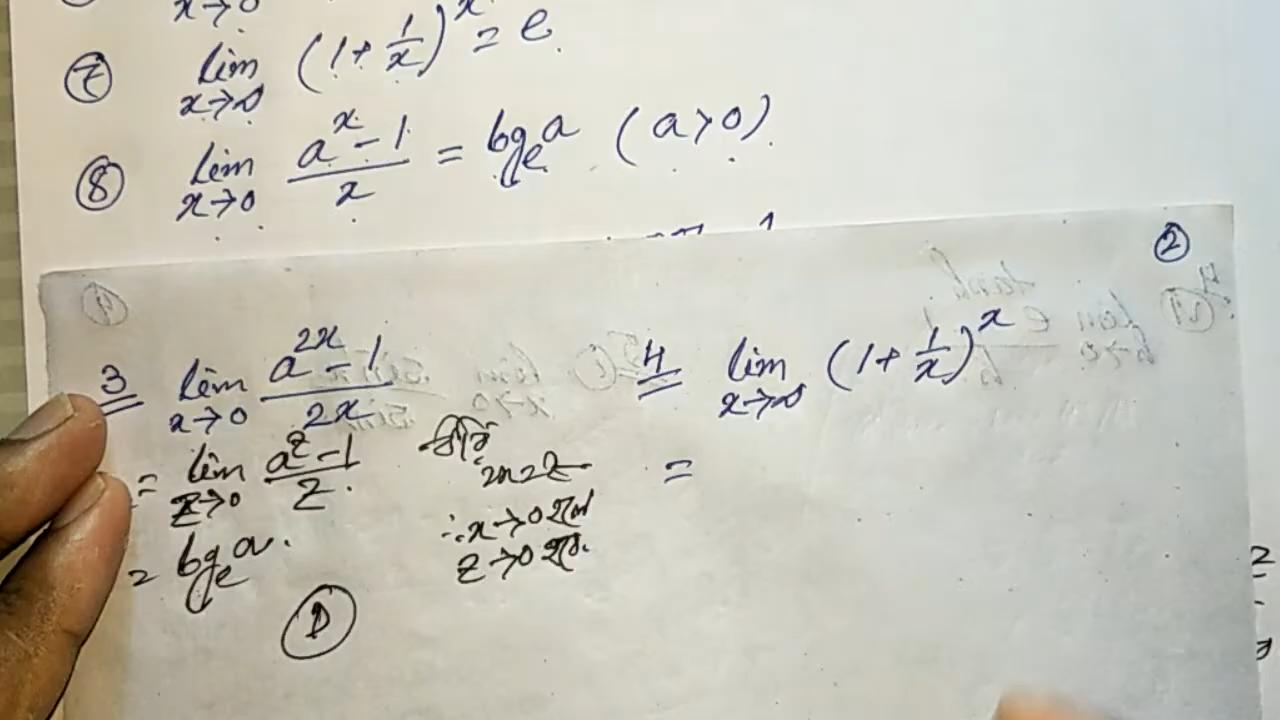 x→0
⑦ lim x→∞ (1+1/x)^x = e.
⑧ lim x→0 (a^x-1)/x = log_e a (a>0)
②
3 lim x→0 (a^2x-1)/2x
= lim z→0 (a^z-1)/z.
= log_e a.
ধরি
2x=z
∴x→0 হলে
z→0 হবে.
D
4 lim x→∞ (1+1/x)^x
=